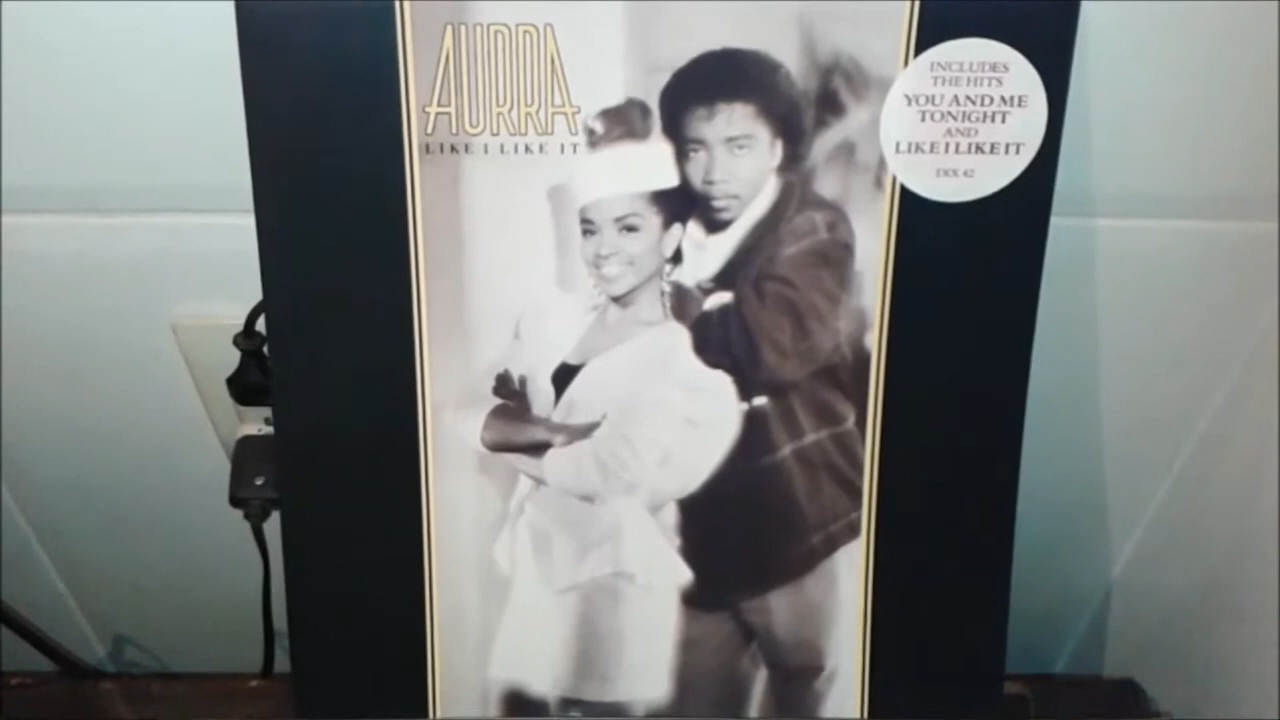 AURRA
LIKE I LIKE IT
INCLUDES
THE HITS
YOU AND ME
TONIGHT
AND
LIKE I LIKE IT
DIX 42